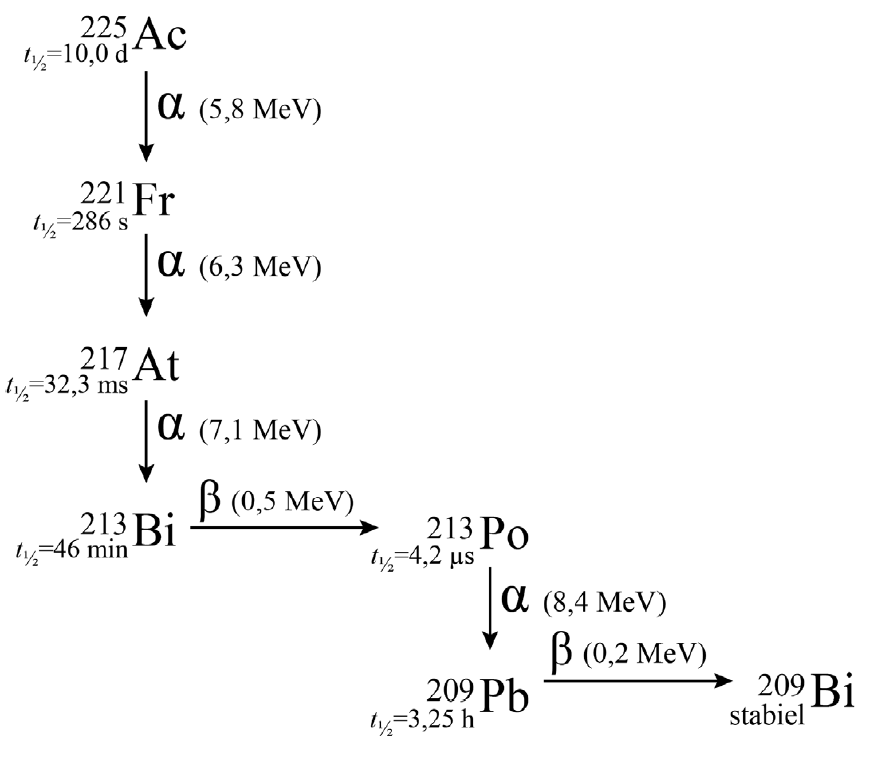 225Ac
t½=10,0 d
α (5,8 MeV)
221Fr
t½=286 s
α (6,3 MeV)
217At
t½=32,3 ms
α (7,1 MeV)
213Bi
t½=46 min
β (0,5 MeV)
213Po
t½=4,2 µs
α (8,4 MeV)
209Pb
t½=3,25 h
β (0,2 MeV)
209Bi
stabiel